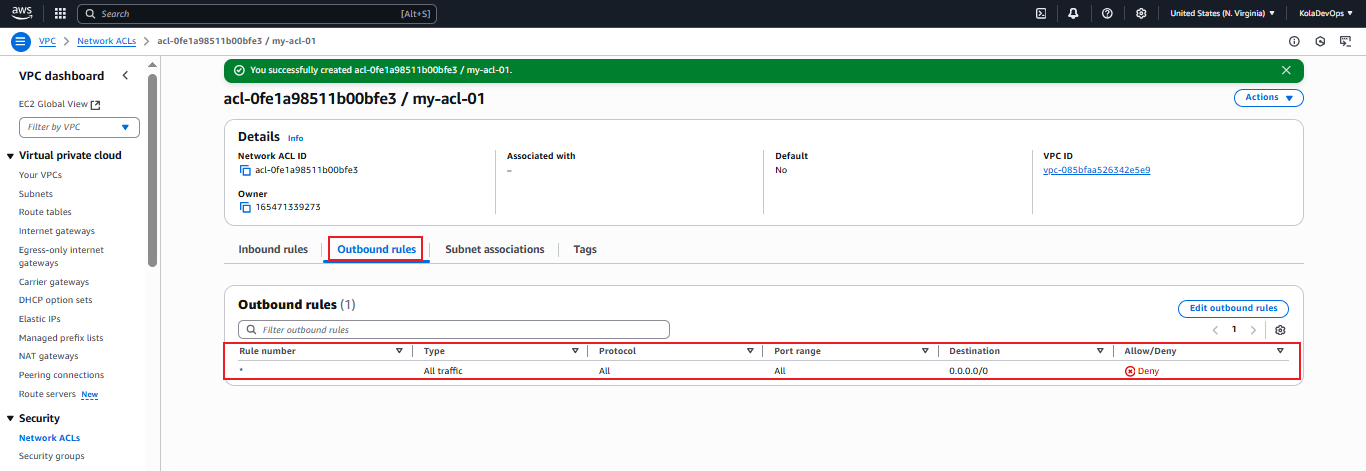 aws
Search [Alt+S]
United States (N. Virginia)
KolaDevOps
VPC
Network ACLs
acl-0fe1a98511b00bfe3 / my-acl-01
VPC dashboard
EC2 Global View
Filter by VPC
Virtual private cloud
Your VPCs
Subnets
Route tables
Internet gateways
Egress-only internet
gateways
Carrier gateways
DHCP option sets
Elastic IPs
Managed prefix lists
NAT gateways
Peering connections
Route servers New
Security
Network ACLs
Security groups
You successfully created acl-0fe1a98511b00bfe3 / my-acl-01.
acl-0fe1a98511b00bfe3 / my-acl-01
Actions
Details Info
Network ACL ID
acl-0fe1a98511b00bfe3
Associated with
–
Default
No
VPC ID
vpc-085bfaa526342e5e9
Owner
165471339273
Inbound rules Outbound rules Subnet associations Tags
Outbound rules (1)
Edit outbound rules
Filter outbound rules
1
Rule number Type Protocol Port range Destination Allow/Deny
* All traffic All All 0.0.0.0/0 Deny